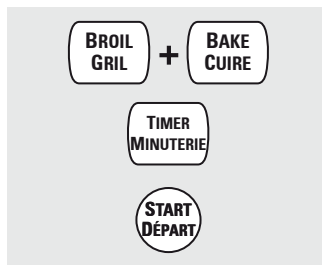 BROIL
GRIL
+
BAKE
CUIRE
TIMER
MINUTERIE
START
DÉPART